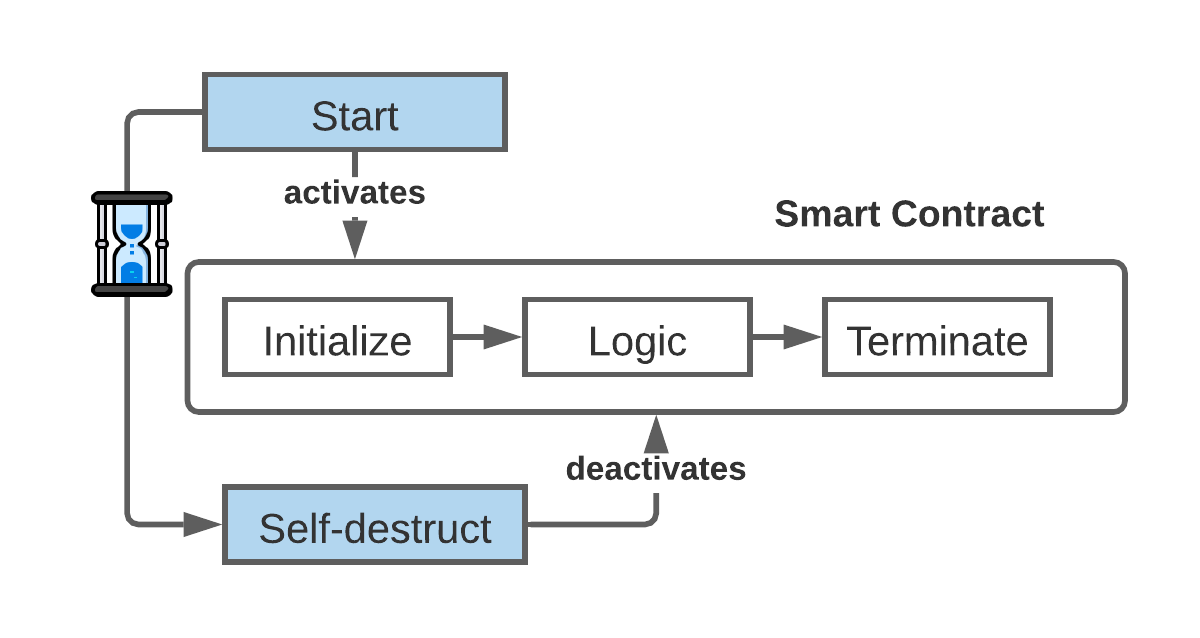 Start
activates
Smart Contract
Initialize
Logic
Terminate
deactivates
Self-destruct